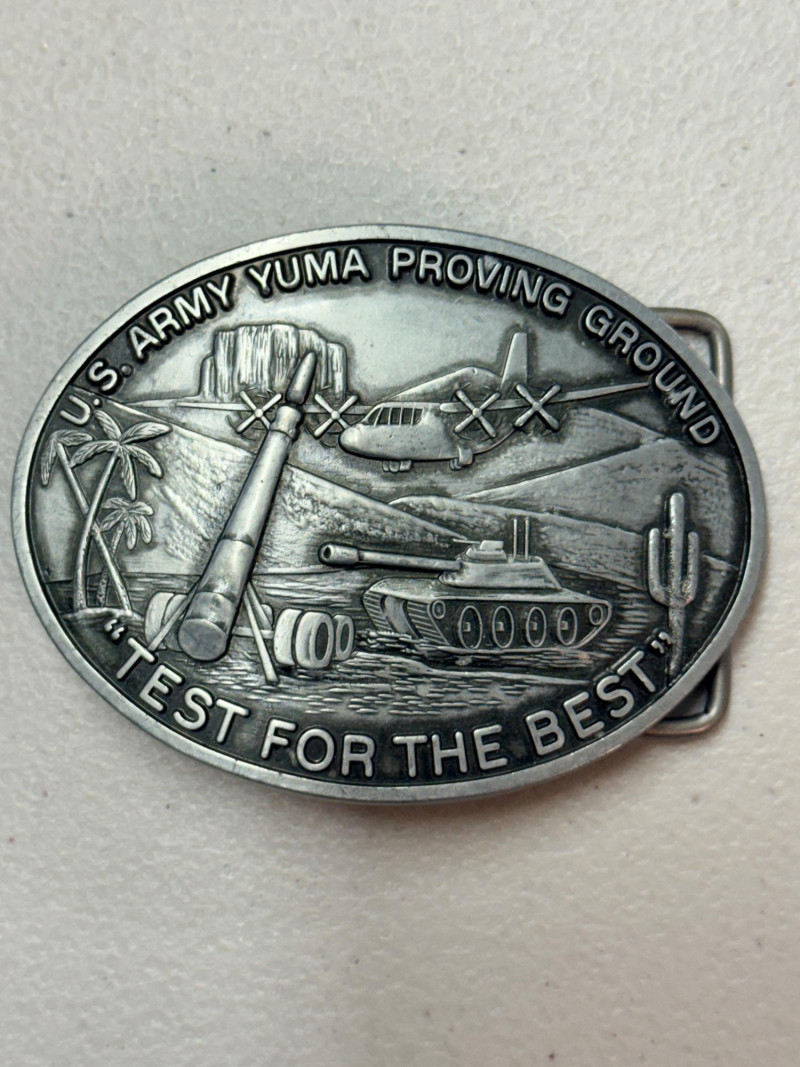 U.S. ARMY YUMA PROVING GROUND
“TEST FOR THE BEST”